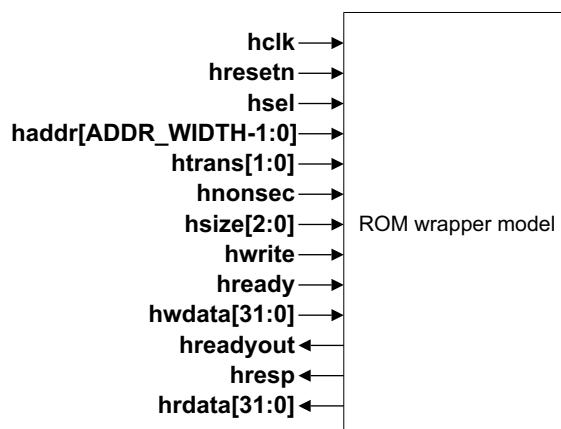 hclk
hresetn
hsel
haddr[ADDR_WIDTH-1:0]
htrans[1:0]
hnonsec
hsize[2:0]
ROM wrapper model
hwrite
hready
hwdata[31:0]
hreadyout
hresp
hrdata[31:0]